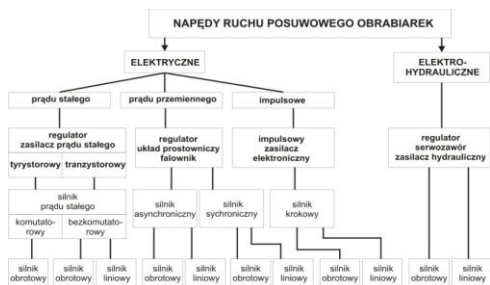 NAPĘDY RUCHU POSUWOWEGO OBRABIAREK
ELEKTRYCZNE
ELEKTRO-
HYDRAULICZNE
prądu stałego
prądu przemiennego
impulsowe
regulator
zasilacz prądu stałego
tyrystorowy
tranzystorowy
regulator
układ prostowniczy
falownik
impulsowy
zasilacz
elektroniczny
regulator
serwozawór
zasilacz hydrauliczny
silnik
prądu stałego
komutato-
rowy
bezkomutato-
rowy
silnik
asynchroniczny
silnik
sychroniczny
silnik
krokowy
silnik
obrotowy
silnik
obrotowy
silnik
liniowy
silnik
obrotowy
silnik
liniowy
silnik
obrotowy
silnik
liniowy
silnik
obrotowy
silnik
liniowy
silnik
obrotowy
silnik
liniowy